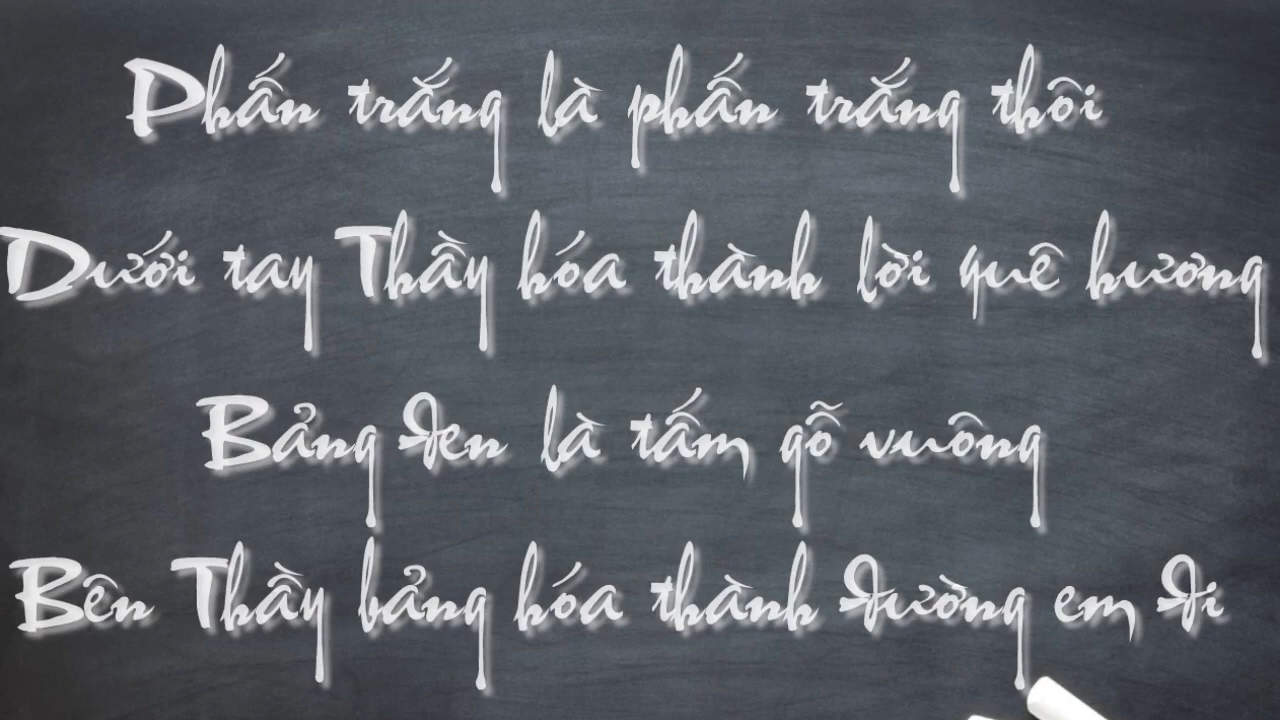 Phấn trắng là phấn trắng thôi
Dưới tay Thầy hóa thành lời quê hương
Bảng đen là tấm gỗ vuông
Bên Thầy bảng hóa thành đường em đi